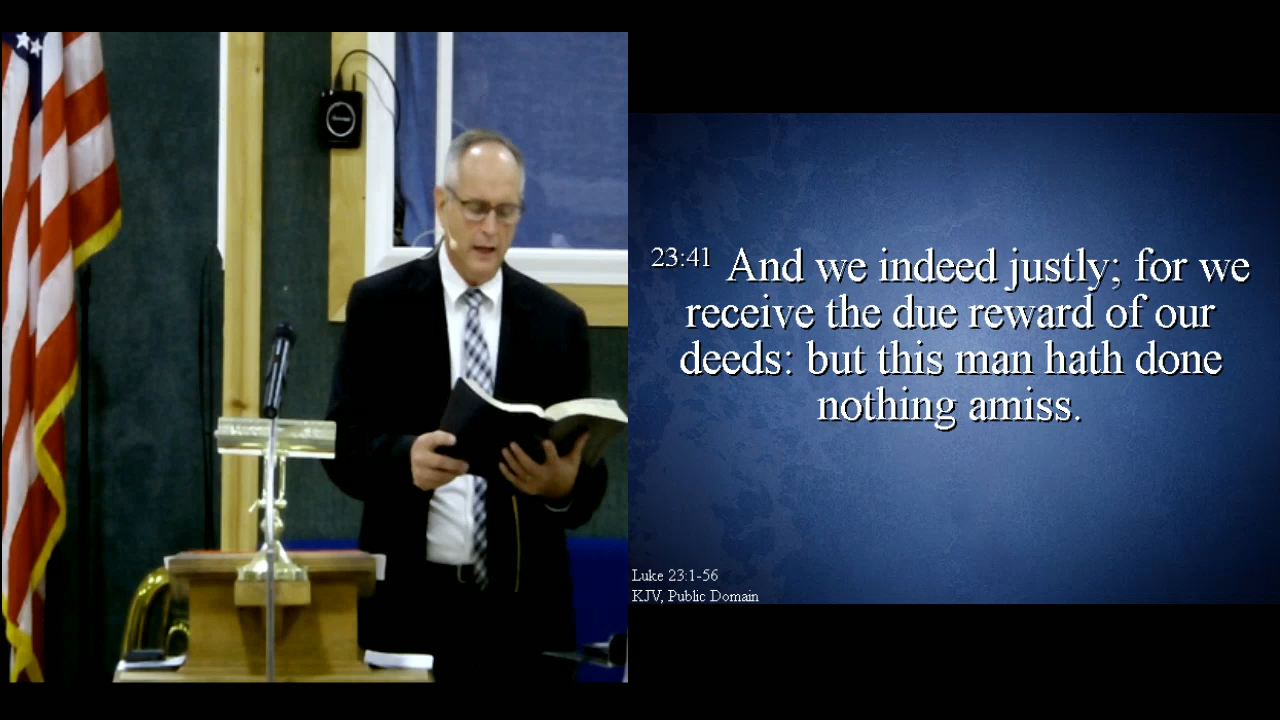 23:41 And we indeed justly; for we
receive the due reward of our
deeds: but this man hath done
nothing amiss.
Luke 23:1-56
KJV, Public Domain